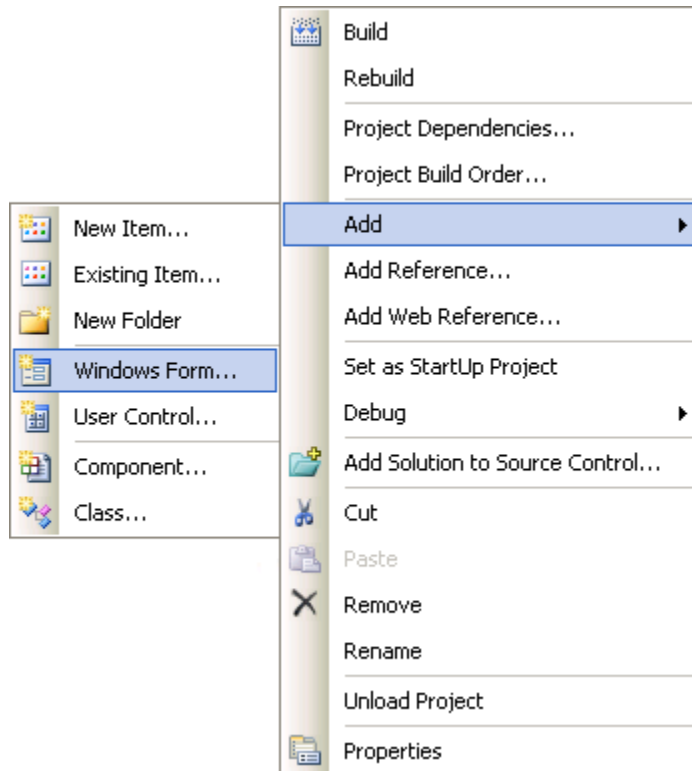 Build
Rebuild
Project Dependencies...
Project Build Order...
Add
Add Reference...
Add Web Reference...
Set as StartUp Project
Debug
Add Solution to Source Control...
Cut
Paste
Remove
Rename
Unload Project
Properties
New Item...
Existing Item...
New Folder
Windows Form...
User Control...
Component...
Class...